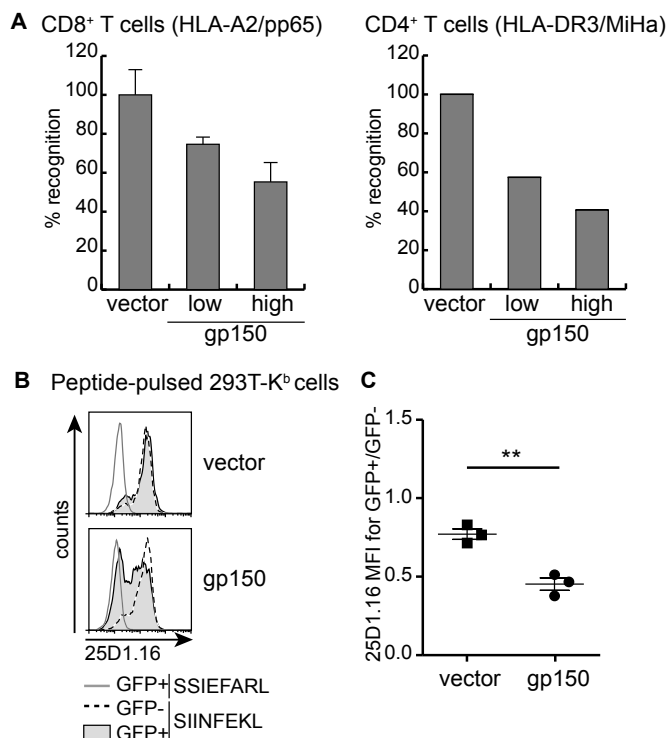 A CD8+ T cells (HLA-A2/pp65) CD4+ T cells (HLA-DR3/MiHa)
% recognition
120
100
80
60
40
20
0
vector low high
gp150
% recognition
120
100
80
60
40
20
0
vector low high
gp150
B Peptide-pulsed 293T-Kᵇ cells
counts
vector
gp150
25D1.16
GFP+ SSIEFARL
GFP- SIINFEKL
GFP+
C
25D1.16 MFI for GFP+/GFP-
1.5
1.0
0.5
0.0
**
vector gp150